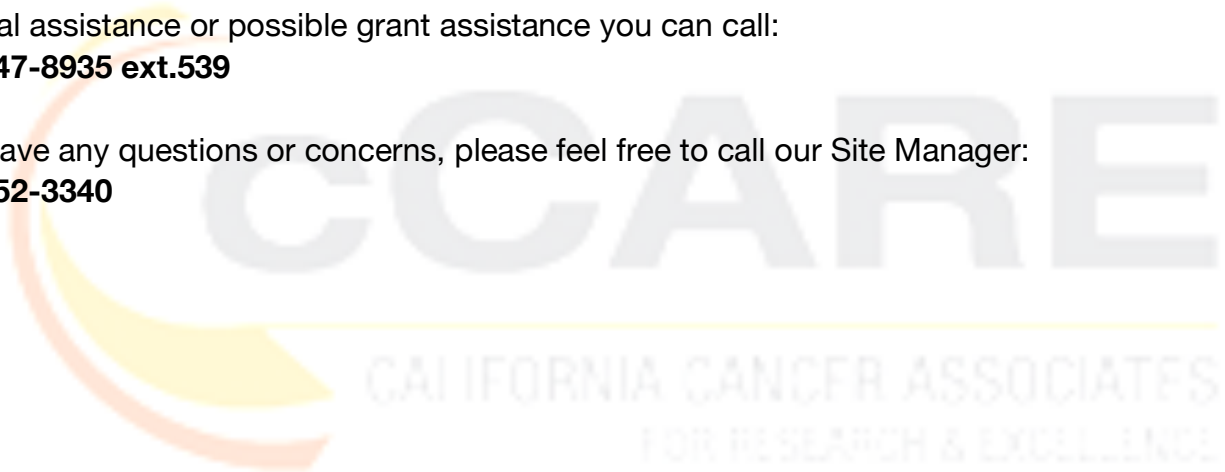 al assistance or possible grant assistance you can call:
47-8935 ext.539
ave any questions or concerns, please feel free to call our Site Manager:
52-3340
cCARE
CALIFORNIA CANCER ASSOCIATES
FOR RESEARCH & EXCELLENCE